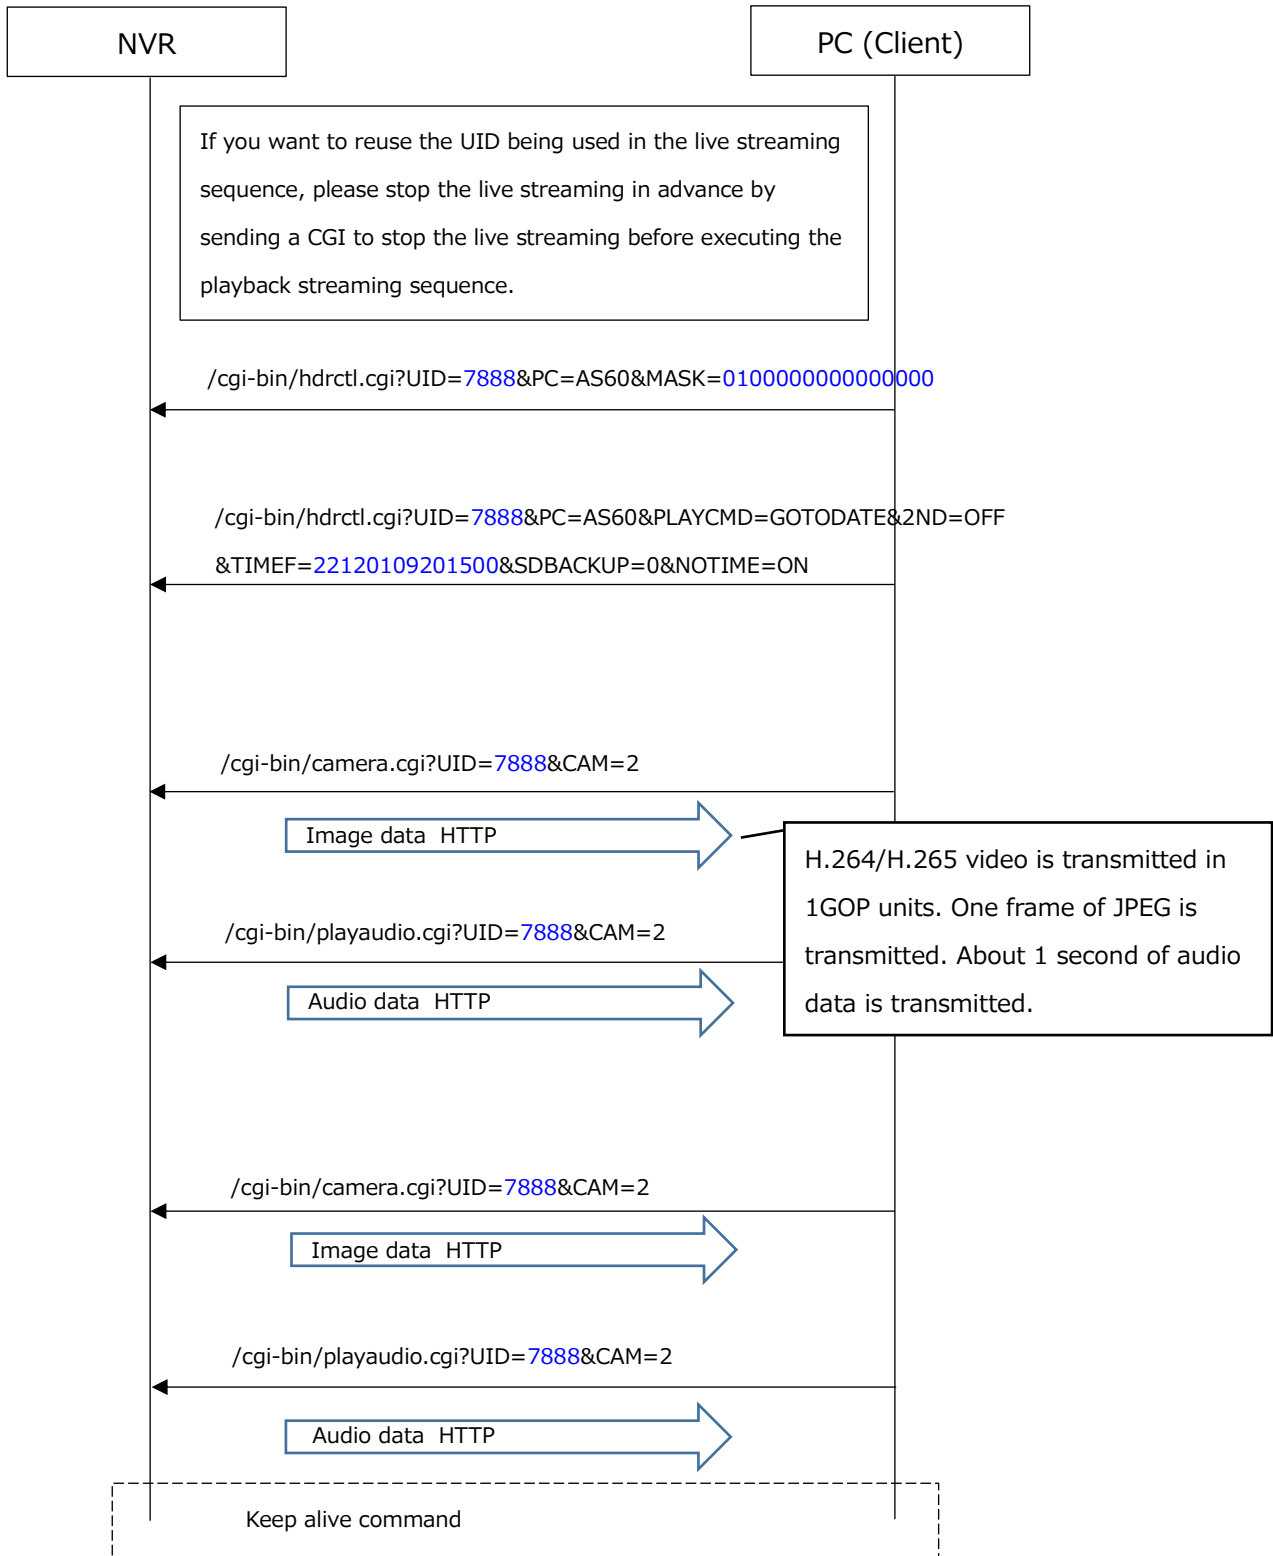 NVR
PC (Client)
If you want to reuse the UID being used in the live streaming
sequence, please stop the live streaming in advance by
sending a CGI to stop the live streaming before executing the
playback streaming sequence.
/cgi-bin/hdrctl.cgi?UID=7888&PC=AS60&MASK=0100000000000000
/cgi-bin/hdrctl.cgi?UID=7888&PC=AS60&PLAYCMD=GOTODATE&2ND=OFF
&TIMEF=22120109201500&SDBACKUP=0&NOTIME=ON
/cgi-bin/camera.cgi?UID=7888&CAM=2
Image data  HTTP
H.264/H.265 video is transmitted in
1GOP units. One frame of JPEG is
transmitted. About 1 second of audio
data is transmitted.
/cgi-bin/playaudio.cgi?UID=7888&CAM=2
Audio data  HTTP
/cgi-bin/camera.cgi?UID=7888&CAM=2
Image data  HTTP
/cgi-bin/playaudio.cgi?UID=7888&CAM=2
Audio data  HTTP
Keep alive command